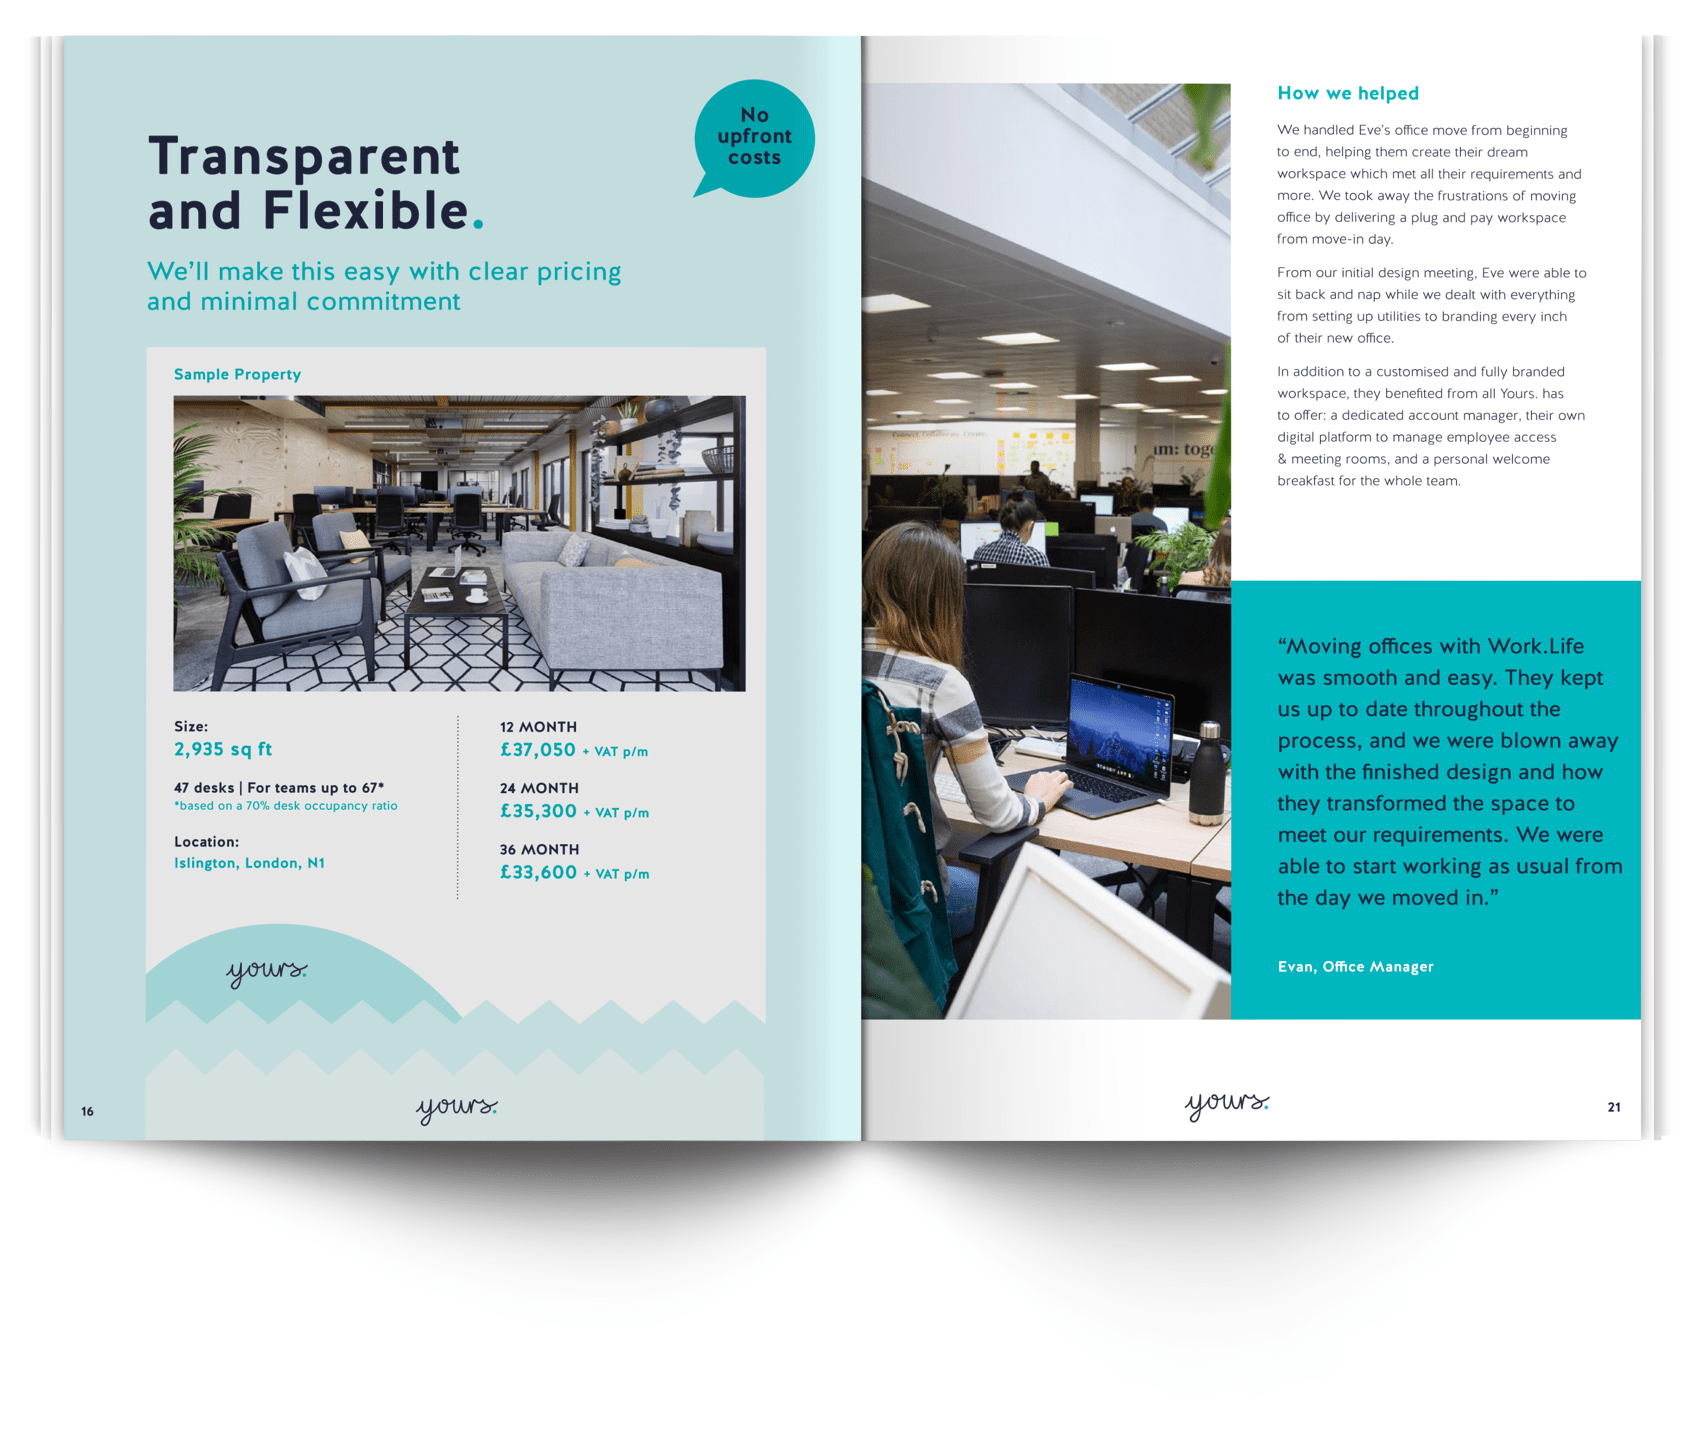 No
upfront
costs
Transparent
and Flexible.
We'll make this easy with clear pricing
and minimal commitment
Sample Property
Size:
2,935 sq ft
47 desks | For teams up to 67*
*based on a 70% desk occupancy ratio
Location:
Islington, London, N1
12 MONTH
£37,050 + VAT p/m
24 MONTH
£35,300 + VAT p/m
36 MONTH
£33,600 + VAT p/m
yours.
yours.
16
How we helped
We handled Eve's office move from beginning
to end, helping them create their dream
workspace which met all their requirements and
more. We took away the frustrations of moving
office by delivering a plug and pay workspace
from move-in day.
From our initial design meeting, Eve were able to
sit back and nap while we dealt with everything
from setting up utilities to branding every inch
of their new office.
In addition to a customised and fully branded
workspace, they benefited from all Yours. has
to offer: a dedicated account manager, their own
digital platform to manage employee access
& meeting rooms, and a personal welcome
breakfast for the whole team.
“Moving offices with Work.Life
was smooth and easy. They kept
us up to date throughout the
process, and we were blown away
with the finished design and how
they transformed the space to
meet our requirements. We were
able to start working as usual from
the day we moved in.”
Evan, Office Manager
yours.
21